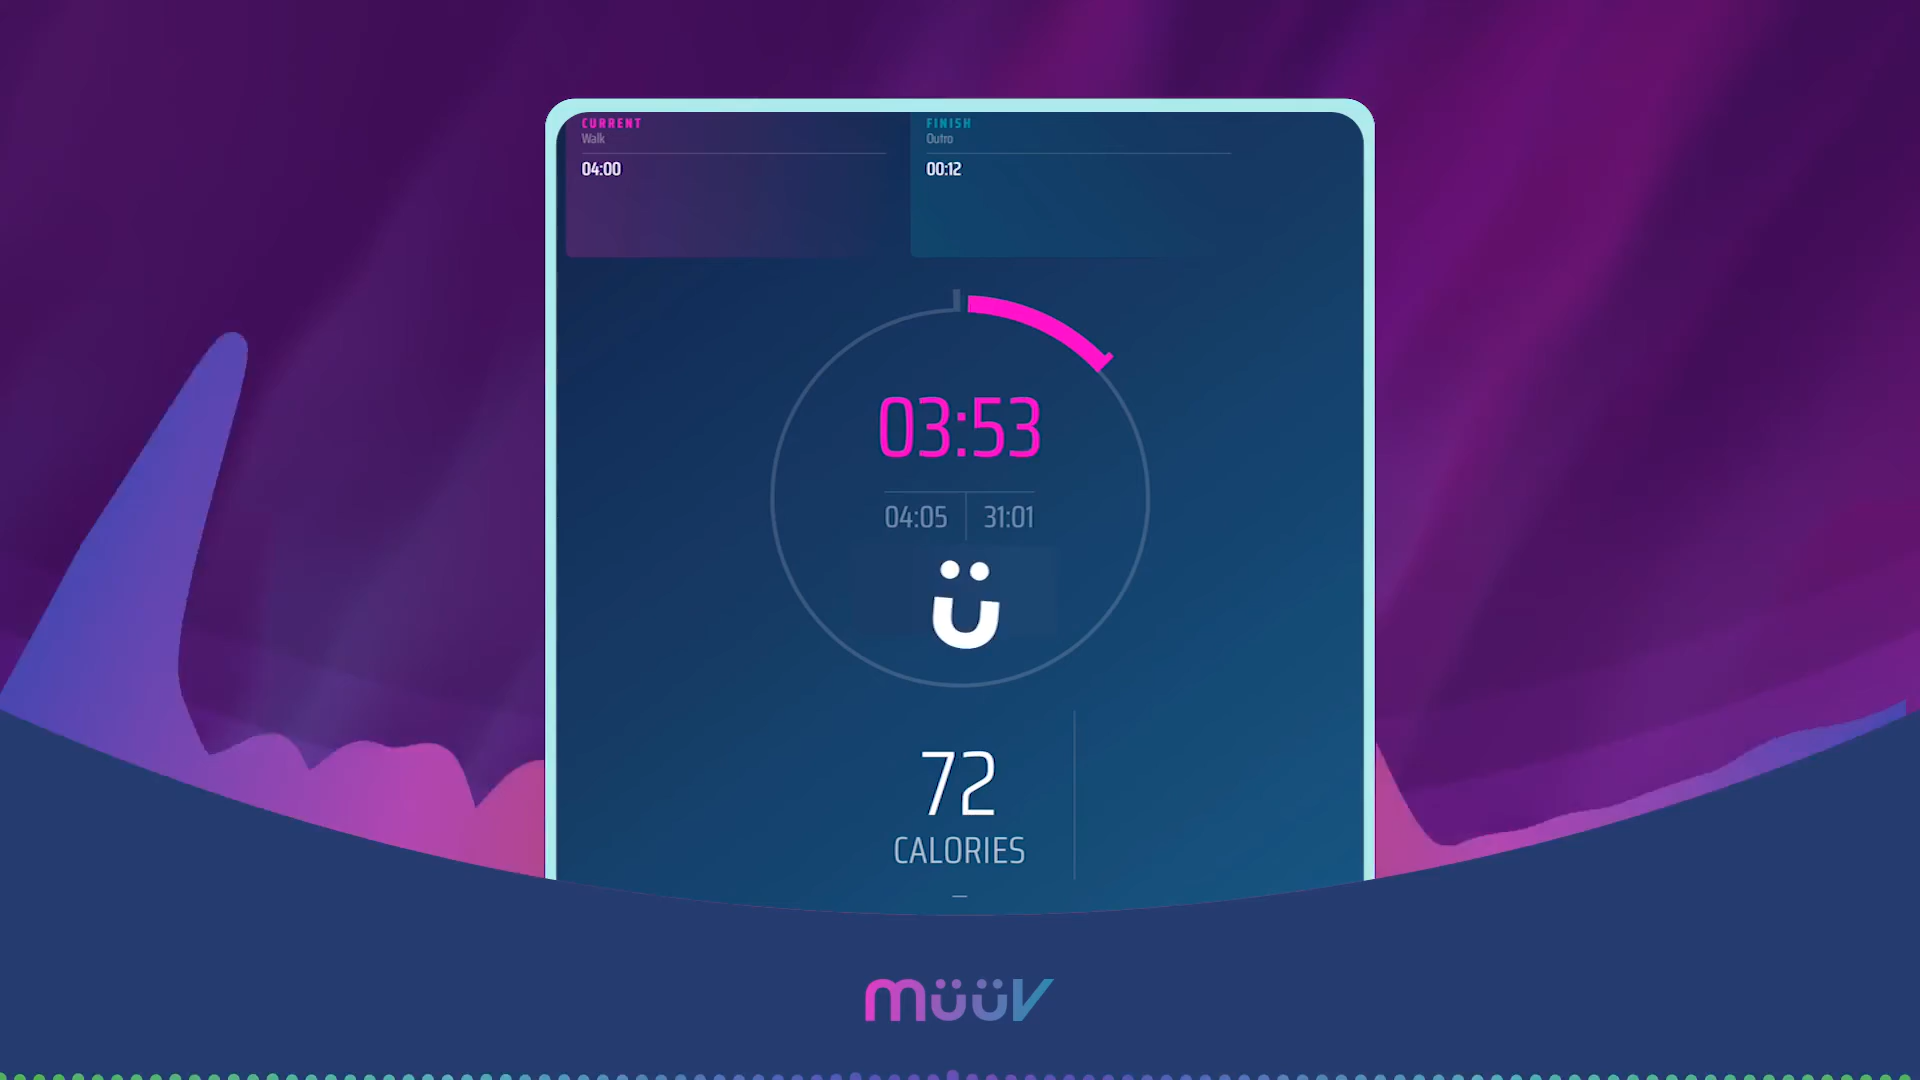 CURRENT
Walk
04:00
FINISH
Outro
00:12
03:53
04:05 31:01
ü
72
CALORIES
müüv